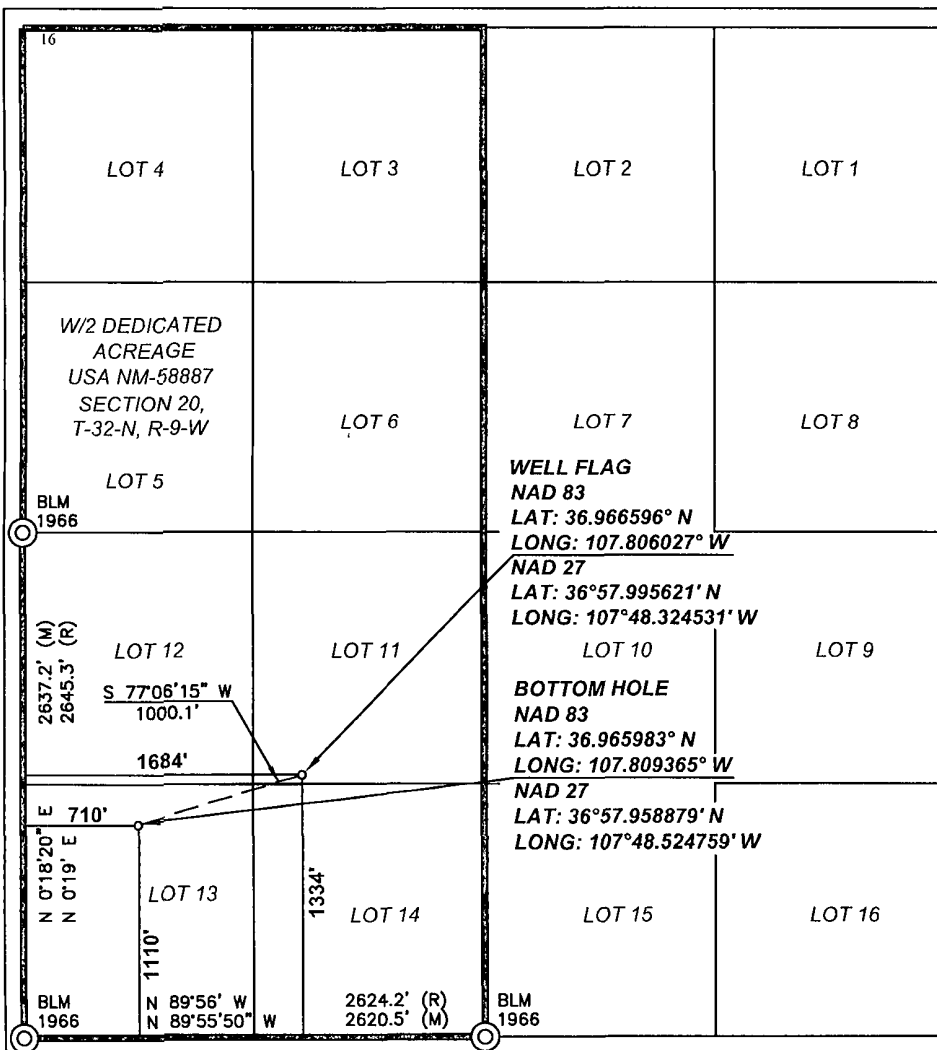 16
LOT 4
LOT 3
LOT 2
LOT 1
W/2 DEDICATED
ACREAGE
USA NM-58887
SECTION 20,
T-32-N, R-9-W
LOT 5
LOT 6
LOT 7
LOT 8
BLM
1966
WELL FLAG
NAD 83
LAT: 36.966596° N
LONG: 107.806027° W
NAD 27
LAT: 36°57.995621' N
LONG: 107°48.324531' W
2637.2' (M)
2645.3' (R)
LOT 12
LOT 11
LOT 10
LOT 9
S 77°06'15" W
1000.1'
BOTTOM HOLE
NAD 83
LAT: 36.965983° N
LONG: 107.809365° W
NAD 27
LAT: 36°57.958879' N
LONG: 107°48.524759' W
1684'
710'
N 0°18'20" E
N 0°19' E
LOT 13
1110'
1334'
LOT 14
LOT 15
LOT 16
BLM
1966
N 89°56' W
N 89°55'50" W
2624.2' (R)
2620.5' (M)
BLM
1966